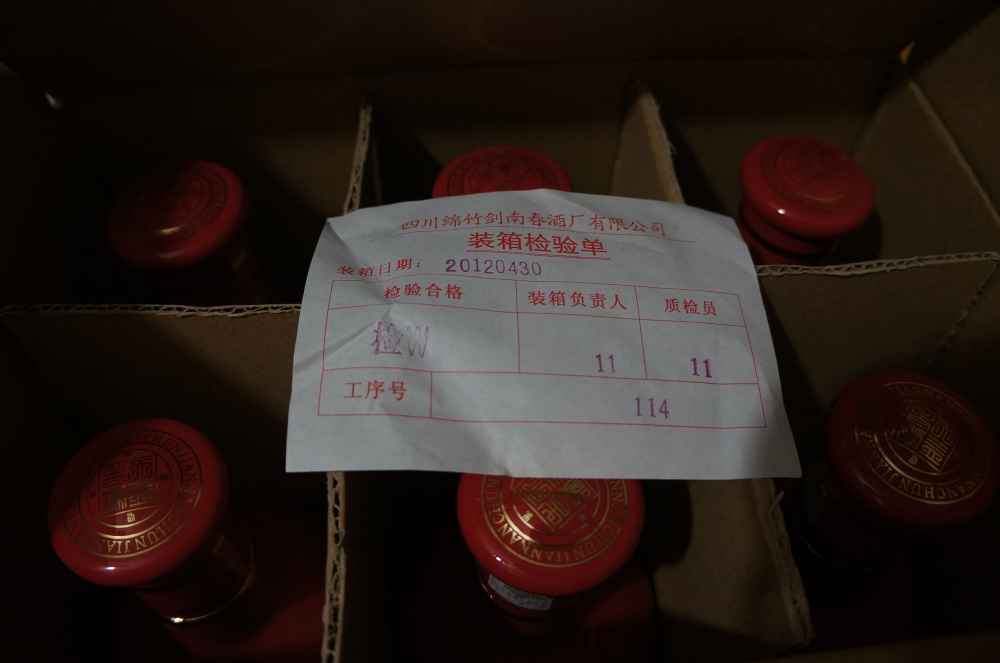 四川绵竹剑南春酒厂有限公司
装箱检验单
装箱日期: 20120430
检验合格 装箱负责人 质检员
11 11
工序号 114